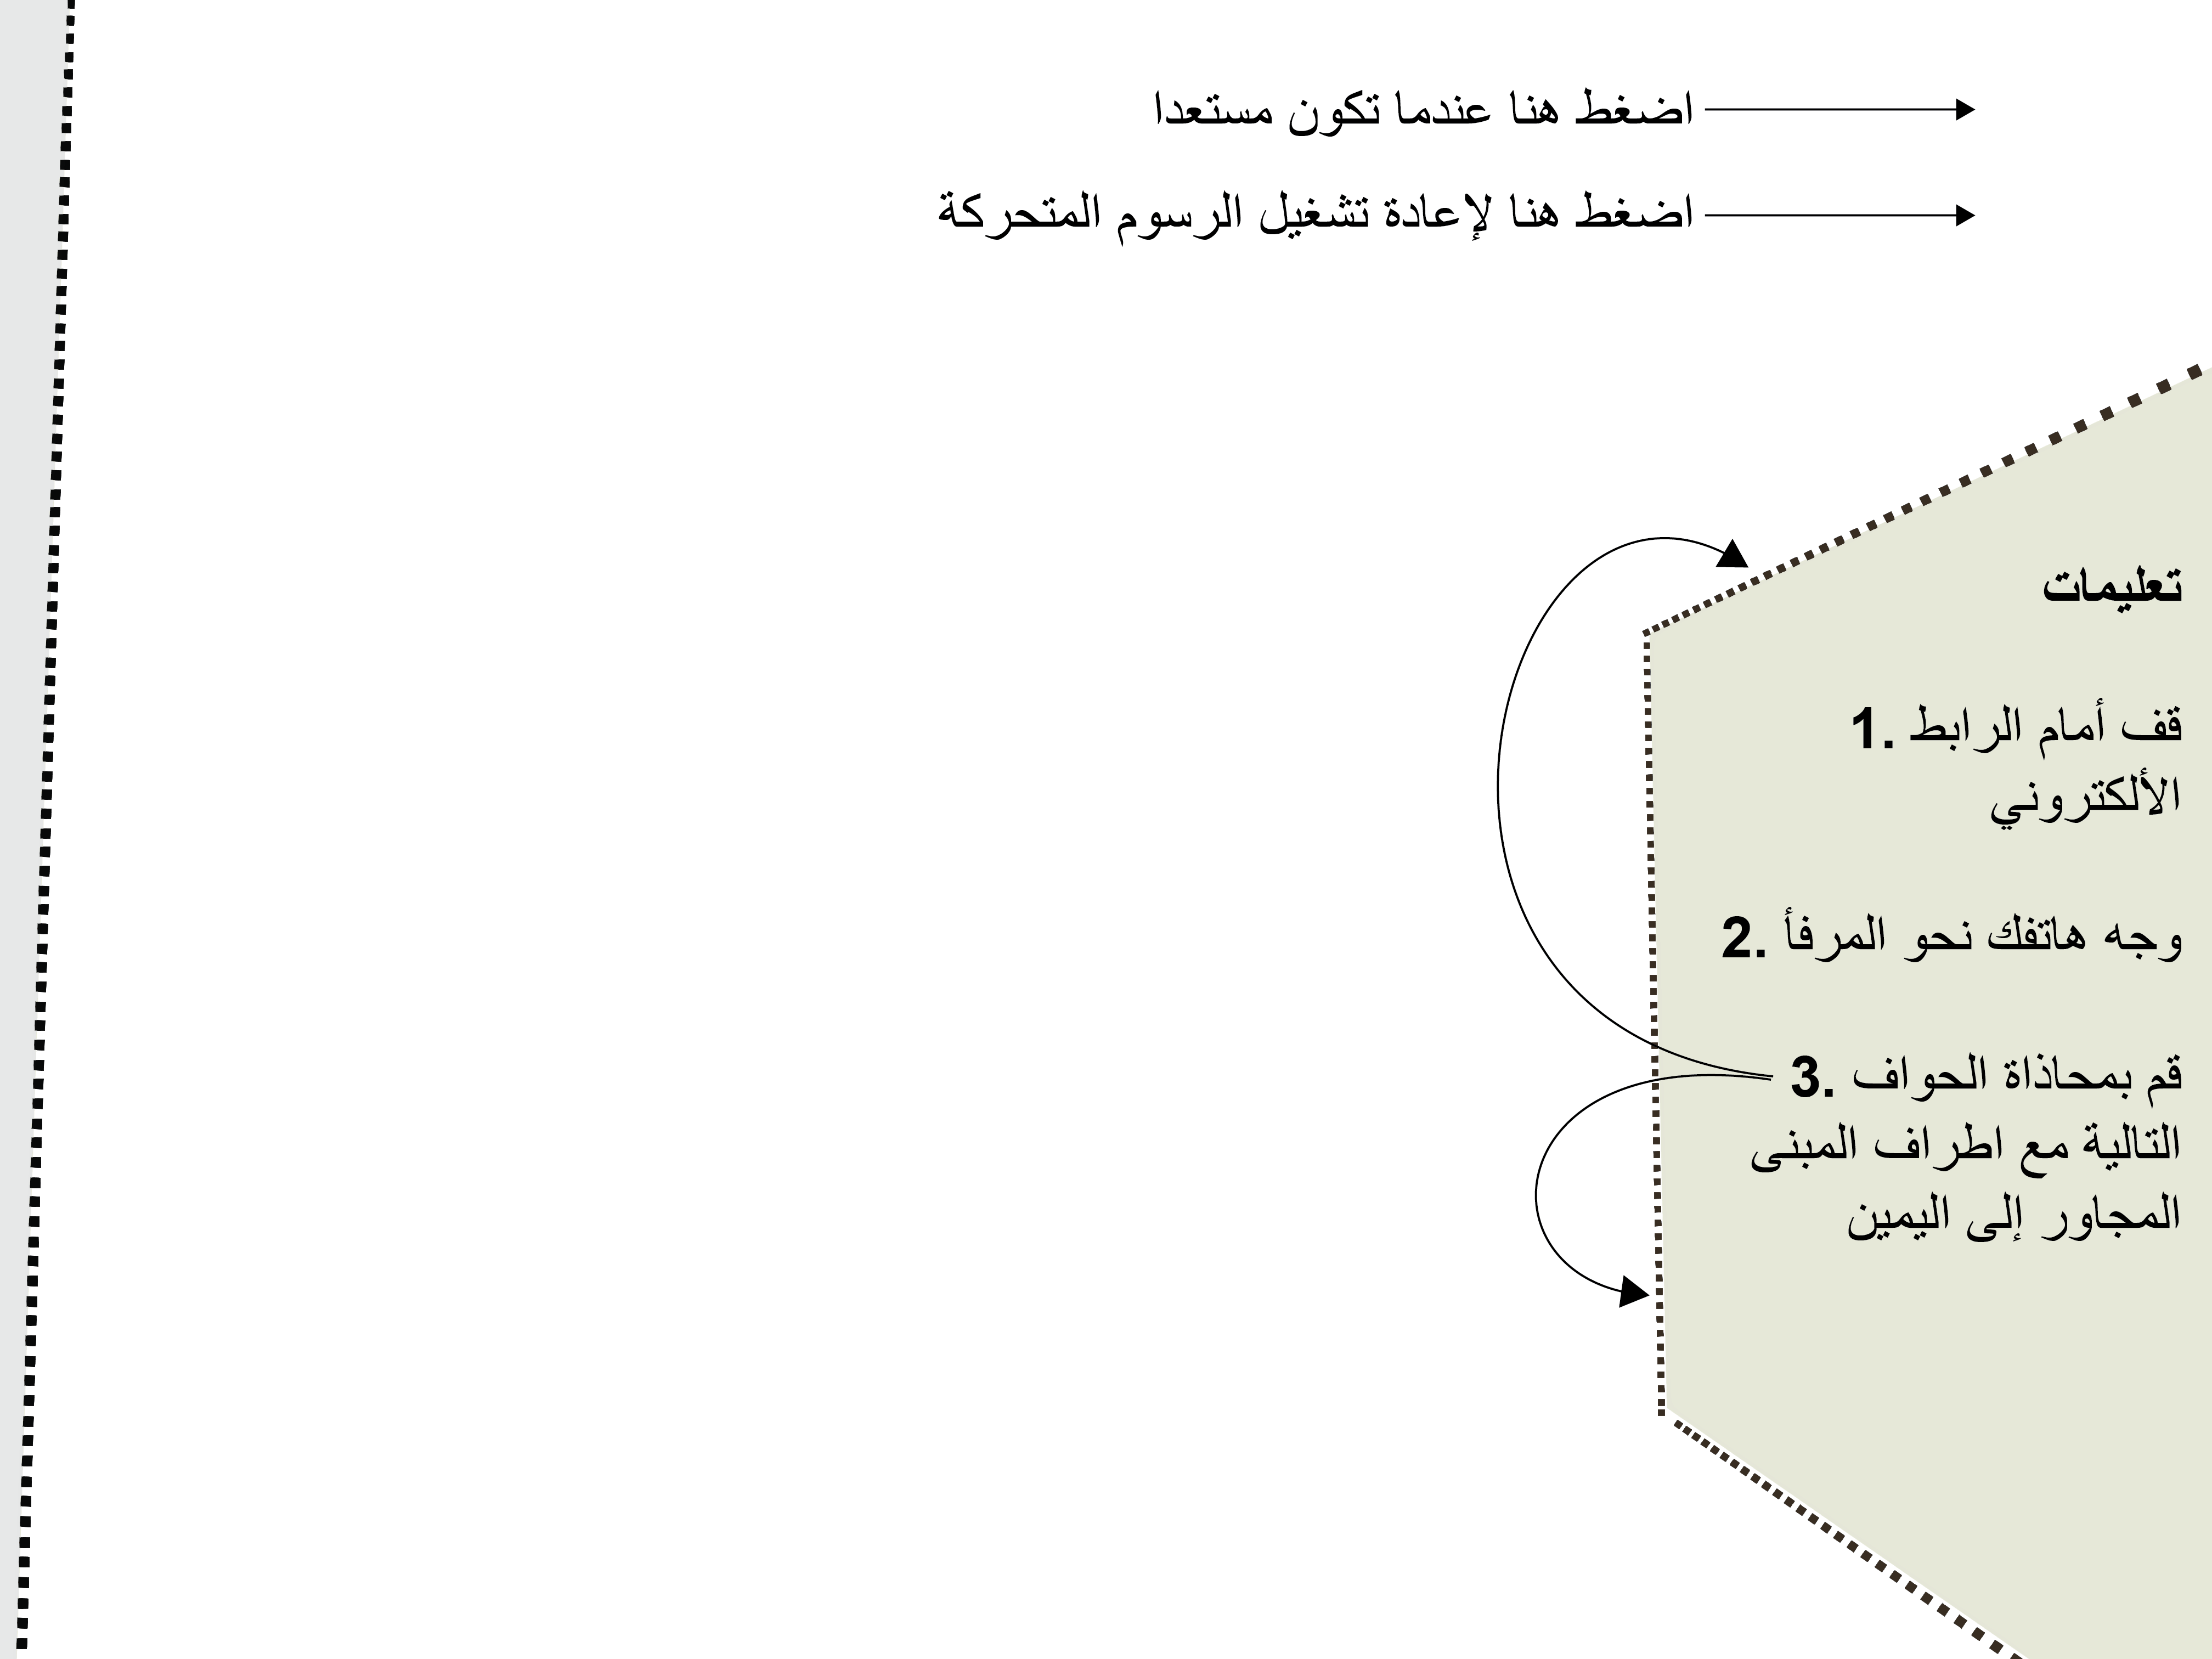 اضغط هنا عندما تكون مستعدا
اضغط هنا لإعادة تشغيل الرسوم المتحركة
تعليمات
قف أمام الرابط .1
الألكتروني
وجه هاتفك نحو المرفأ .2
قم بمحاذاة الحواف .3
التالية مع اطراف المبنى
المجاور إلى اليمين